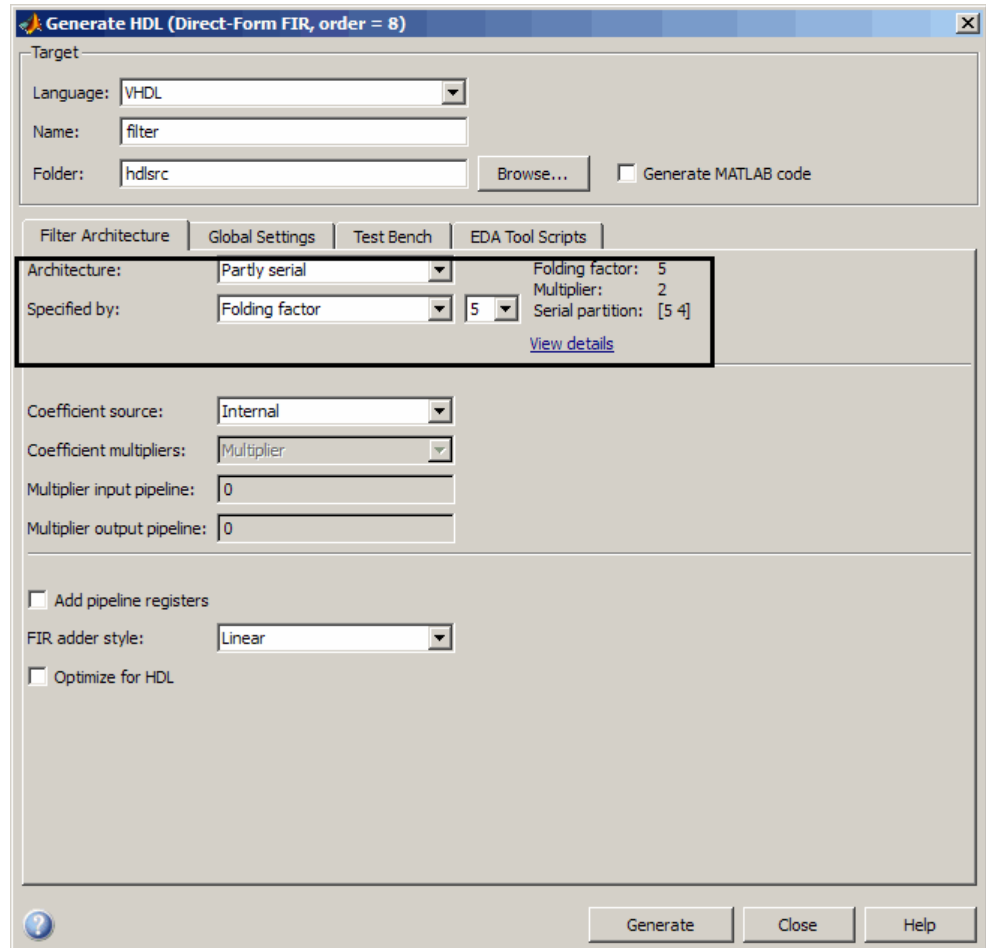 Generate HDL (Direct-Form FIR, order = 8)
Target
Language: VHDL
Name: filter
Folder: hdlsrc Browse... Generate MATLAB code
Filter Architecture Global Settings Test Bench EDA Tool Scripts
Architecture: Partly serial Folding factor: 5
Multiplier: 2
Specified by: Folding factor 5 Serial partition: [5 4]
View details
Coefficient source: Internal
Coefficient multipliers: Multiplier
Multiplier input pipeline: 0
Multiplier output pipeline: 0
Add pipeline registers
FIR adder style: Linear
Optimize for HDL
Generate Close Help